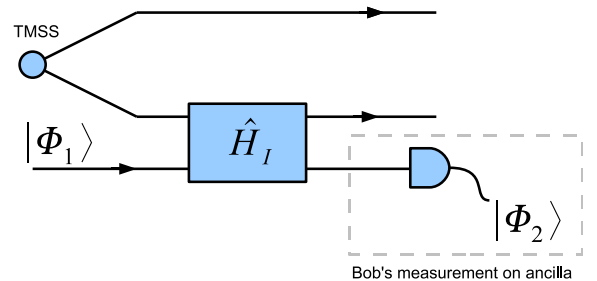 TMSS
|Φ₁⟩
Ĥ_I
|Φ₂⟩
Bob's measurement on ancilla